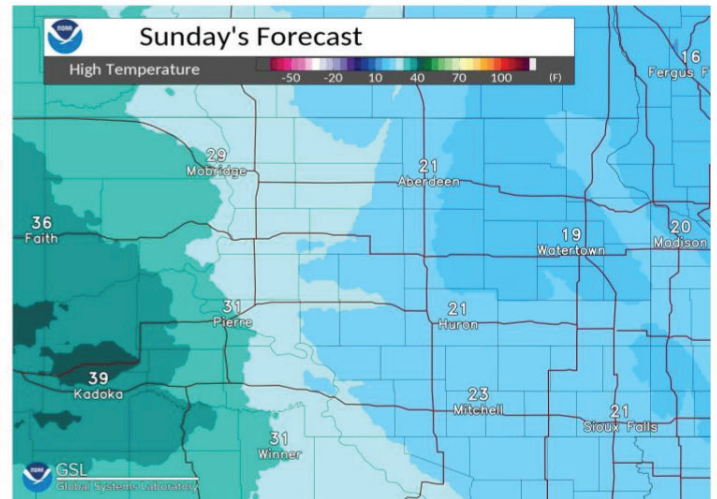 NOAA
Sunday's Forecast
High Temperature
-50 -20 10 40 70 100 (F)
16
Fergus F
29
Mobridge
21
Aberdeen
36
Faith
19
Watertown
20
Madison
31
Pierre
21
Huron
39
Kadoka
23
Mitchell
21
Sioux Falls
31
Winner
NOAA
GSL
Global Systems Laboratory